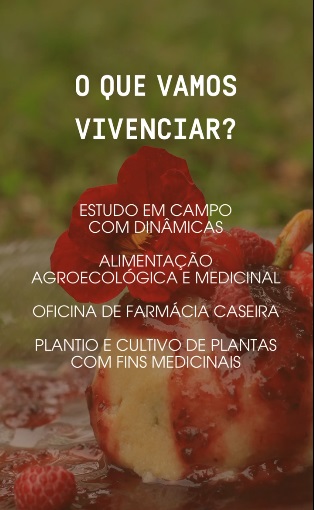 O QUE VAMOS
VIVENCIAR?
ESTUDO EM CAMPO
COM DINÂMICAS
ALIMENTAÇÃO
AGROECOLÓGICA E MEDICINAL
OFICINA DE FARMÁCIA CASEIRA
PLANTIO E CULTIVO DE PLANTAS
COM FINS MEDICINAIS